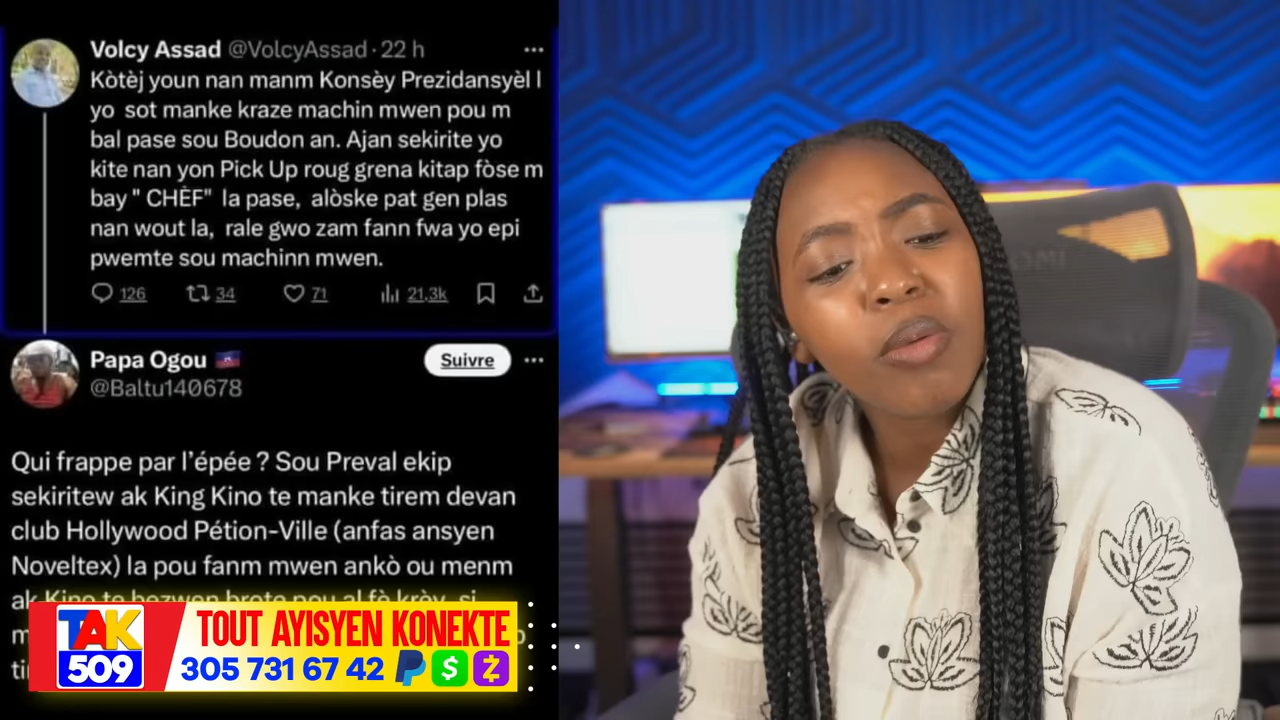 Volcy Assad @VolcyAssad · 22 h
Kòtèj youn nan manm Konsèy Prezidansyèl l
yo sot manke kraze machin mwen pou m
bal pase sou Boudon an. Ajan sekirite yo
kite nan yon Pick Up roug grena kitap fòse m
bay " CHÈF" la pase, alòske pat gen plas
nan wout la, rale gwo zam fann fwa yo epi
pwemte sou machinn mwen.
126 34 71 21,3k
Papa Ogou
Suivre
@Baltu140678
Qui frappe par l'épée ? Sou Preval ekip
sekiritew ak King Kino te manke tirem devan
club Hollywood Pétion-Ville (anfas ansyen
Noveltex) la pou fanm mwen ankò ou menm
ak Kino te bezwen
TAK
509
TOUT AYISYEN KONEKTE
305 731 67 42